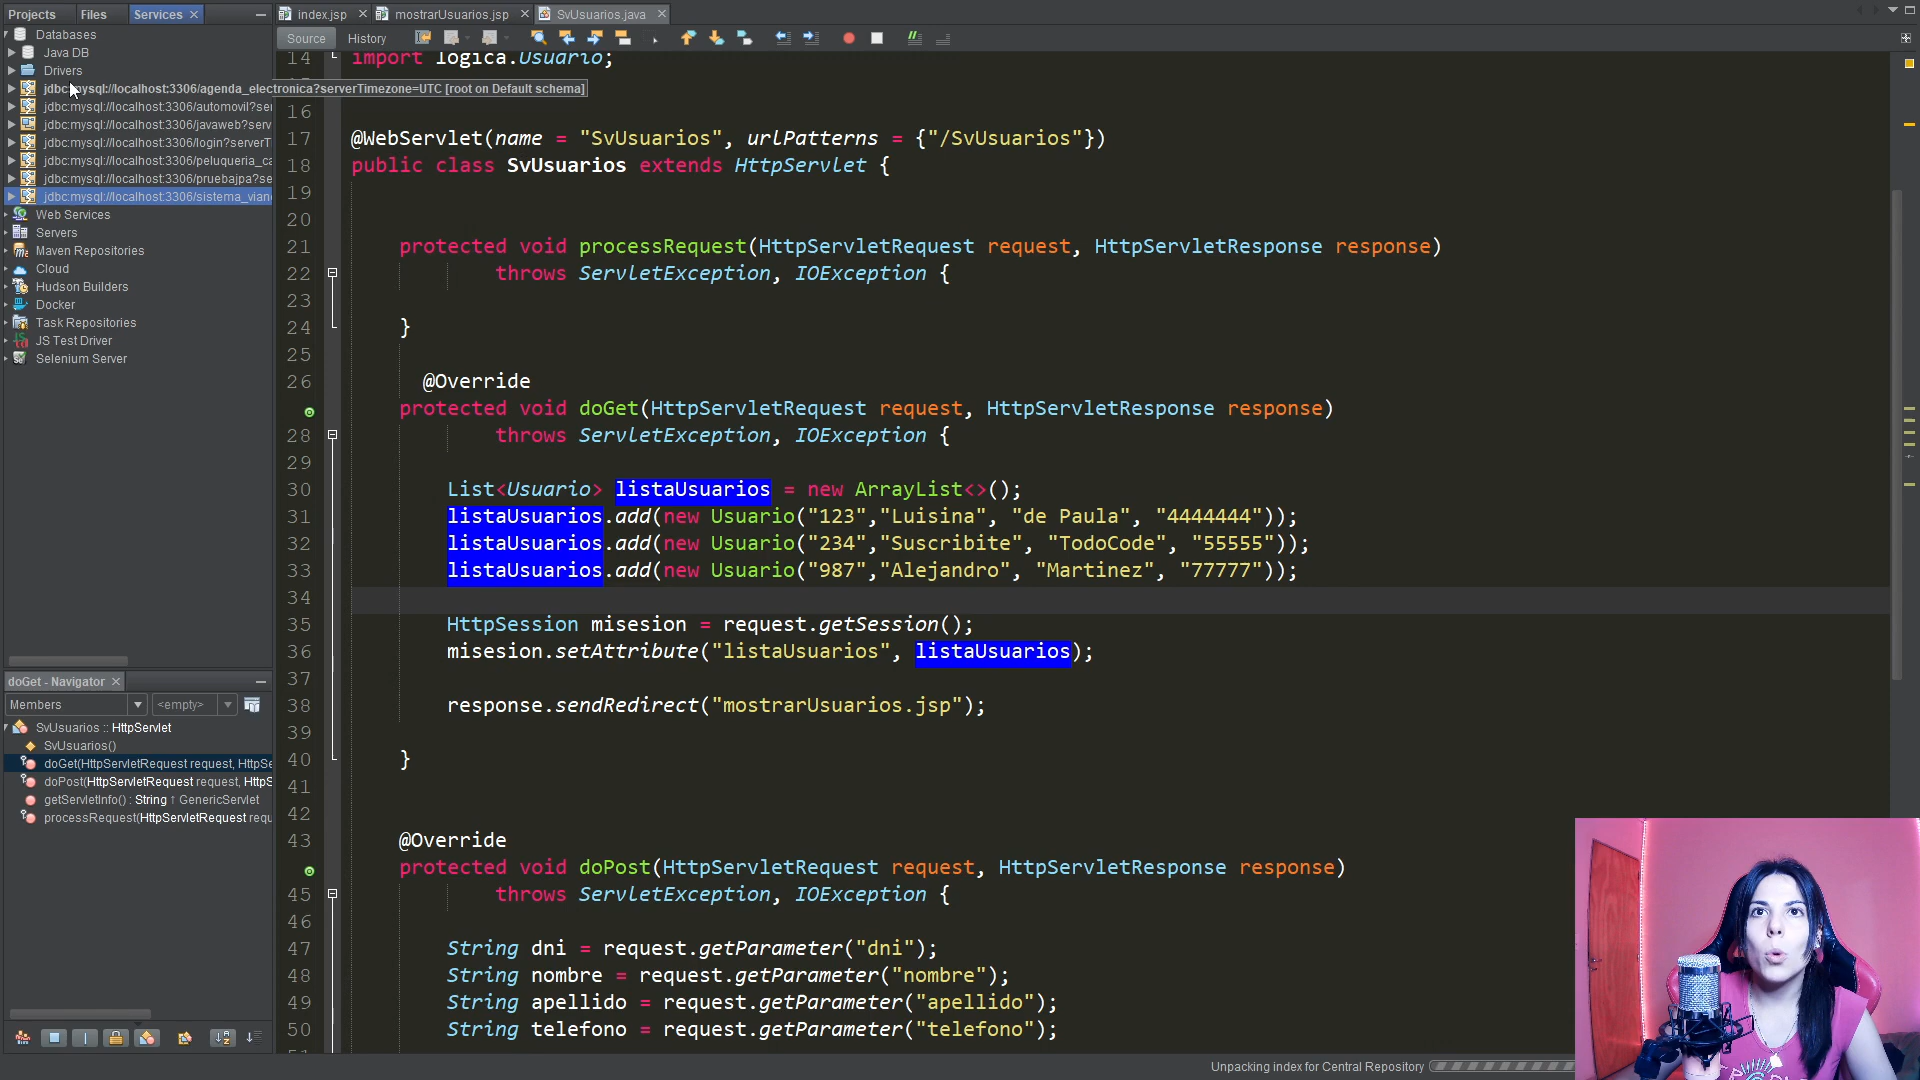 Projects Files Services
Databases
Java DB
Drivers
jdbc:mysql://localhost:3306/agenda_electronica?serverTimezone=UTC [root on Default schema]
jdbc:mysql://localhost:3306/automovil?se
jdbc:mysql://localhost:3306/javaweb?serv
jdbc:mysql://localhost:3306/login?serverT
jdbc:mysql://localhost:3306/peluqueria_ca
jdbc:mysql://localhost:3306/pruebajpa?se
jdbc:mysql://localhost:3306/sistema_vian
Web Services
Servers
Maven Repositories
Cloud
Hudson Builders
Docker
Task Repositories
JS Test Driver
Selenium Server
doGet - Navigator
Members <empty>
SvUsuarios :: HttpServlet
SvUsuarios()
doGet(HttpServletRequest request, HttpSe
doPost(HttpServletRequest request, HttpS
getServletInfo() : String ↑ GenericServlet
processRequest(HttpServletRequest requ
index.jsp mostrarUsuarios.jsp SvUsuarios.java
Source History
14 import logica.Usuario;
16
17 @WebServlet(name = "SvUsuarios", urlPatterns = {"/SvUsuarios"})
18 public class SvUsuarios extends HttpServlet {
19
20
21 protected void processRequest(HttpServletRequest request, HttpServletResponse response)
22 throws ServletException, IOException {
23
24 }
25
26 @Override
protected void doGet(HttpServletRequest request, HttpServletResponse response)
28 throws ServletException, IOException {
29
30 List<Usuario> listaUsuarios = new ArrayList<>();
31 listaUsuarios.add(new Usuario("123","Luisina", "de Paula", "4444444"));
32 listaUsuarios.add(new Usuario("234","Suscribite", "TodoCode", "55555"));
33 listaUsuarios.add(new Usuario("987","Alejandro", "Martinez", "77777"));
34
35 HttpSession misesion = request.getSession();
36 misesion.setAttribute("listaUsuarios", listaUsuarios);
37
38 response.sendRedirect("mostrarUsuarios.jsp");
39
40 }
41
42
43 @Override
protected void doPost(HttpServletRequest request, HttpServletResponse response)
45 throws ServletException, IOException {
46
47 String dni = request.getParameter("dni");
48 String nombre = request.getParameter("nombre");
49 String apellido = request.getParameter("apellido");
50 String telefono = request.getParameter("telefono");
Unpacking index for Central Repository